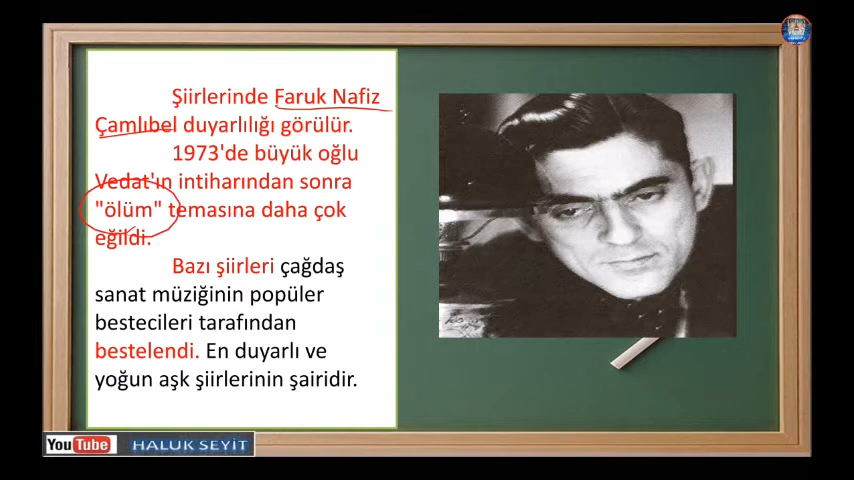 Şiirlerinde Faruk Nafiz
Çamlıbel duyarlılığı görülür.
1973'de büyük oğlu
Vedat'ın intiharından sonra
"ölüm" temasına daha çok
eğildi.
Bazı şiirleri çağdaş
sanat müziğinin popüler
bestecileri tarafından
bestelendi. En duyarlı ve
yoğun aşk şiirlerinin şairidir.
YouTube HALUK SEYİT